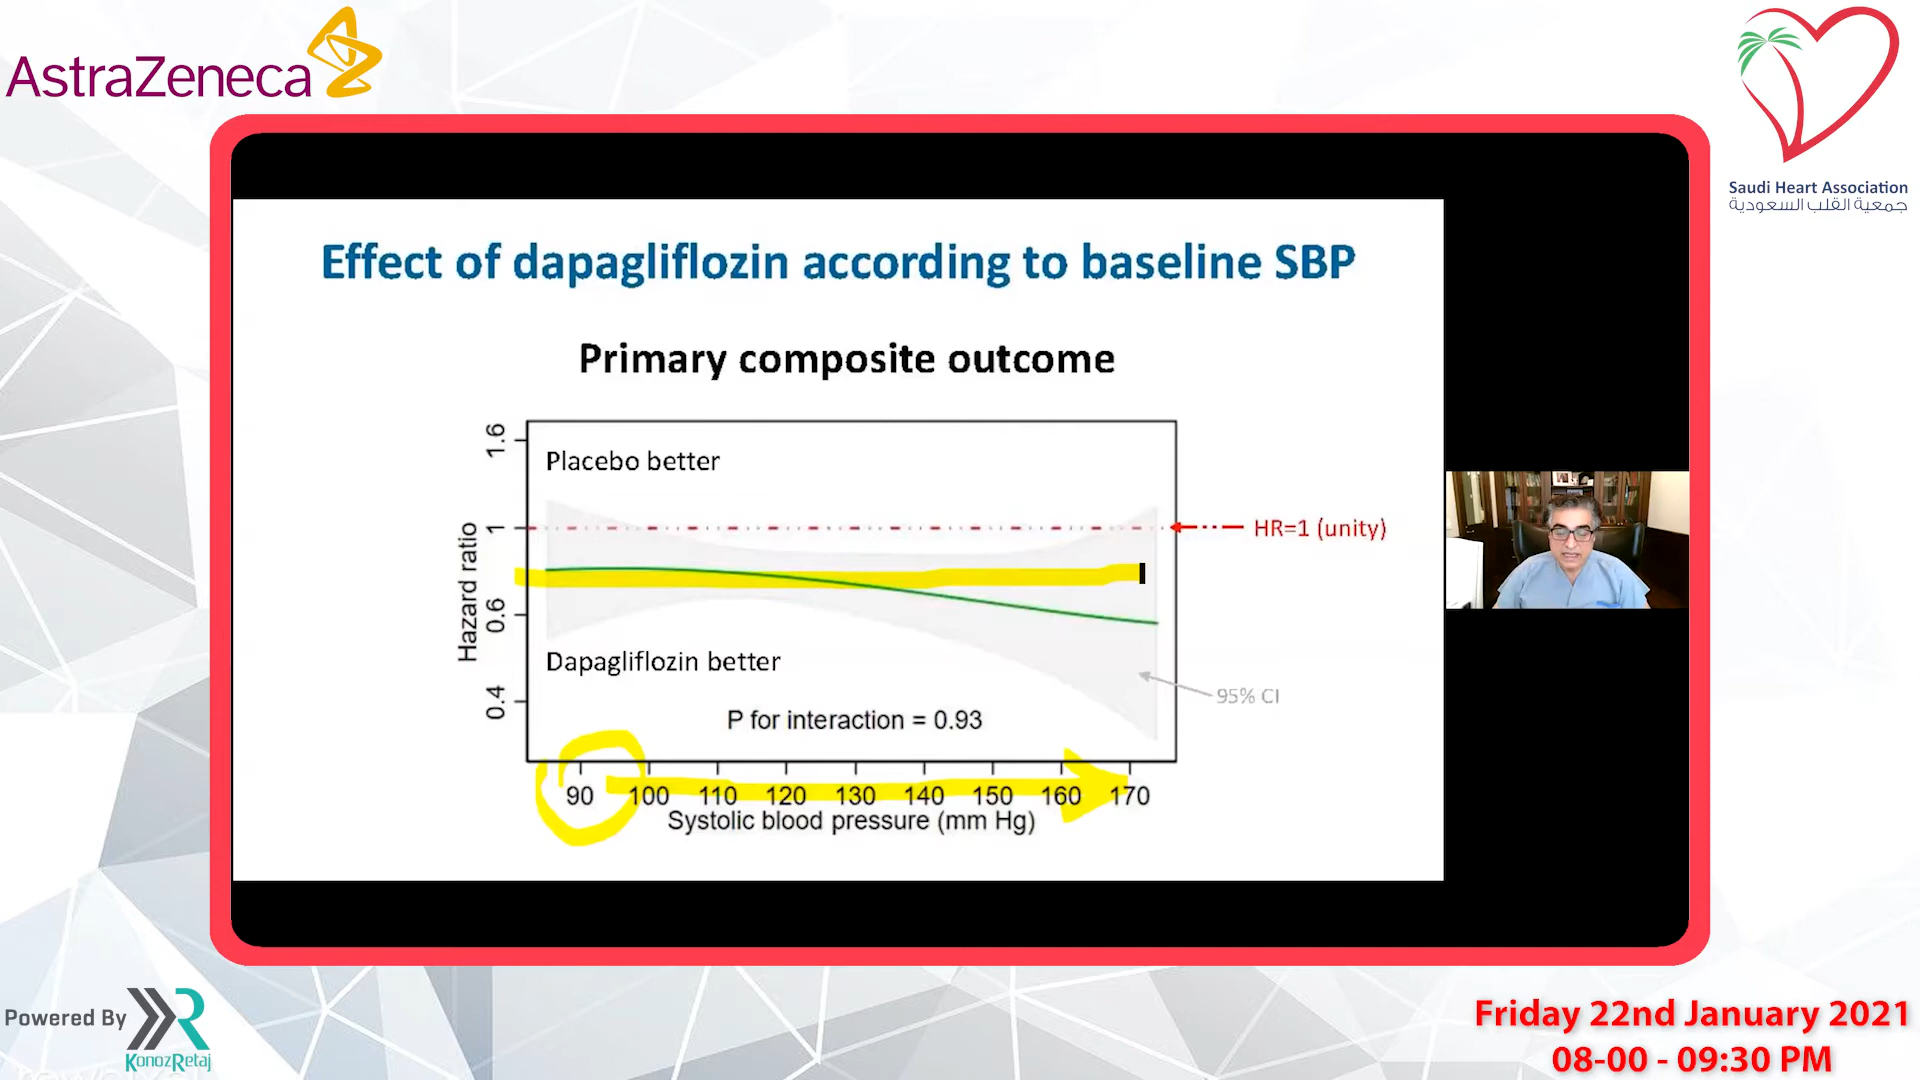 AstraZeneca
Saudi Heart Association
جمعية القلب السعودية
Effect of dapagliflozin according to baseline SBP
Primary composite outcome
Hazard ratio
1.6
1
0.6
0.4
Placebo better
HR=1 (unity)
Dapagliflozin better
95% CI
P for interaction = 0.93
90 100 110 120 130 140 150 160 170
Systolic blood pressure (mm Hg)
Powered By
KonozRetaj
Friday 22nd January 2021
08-00 - 09:30 PM